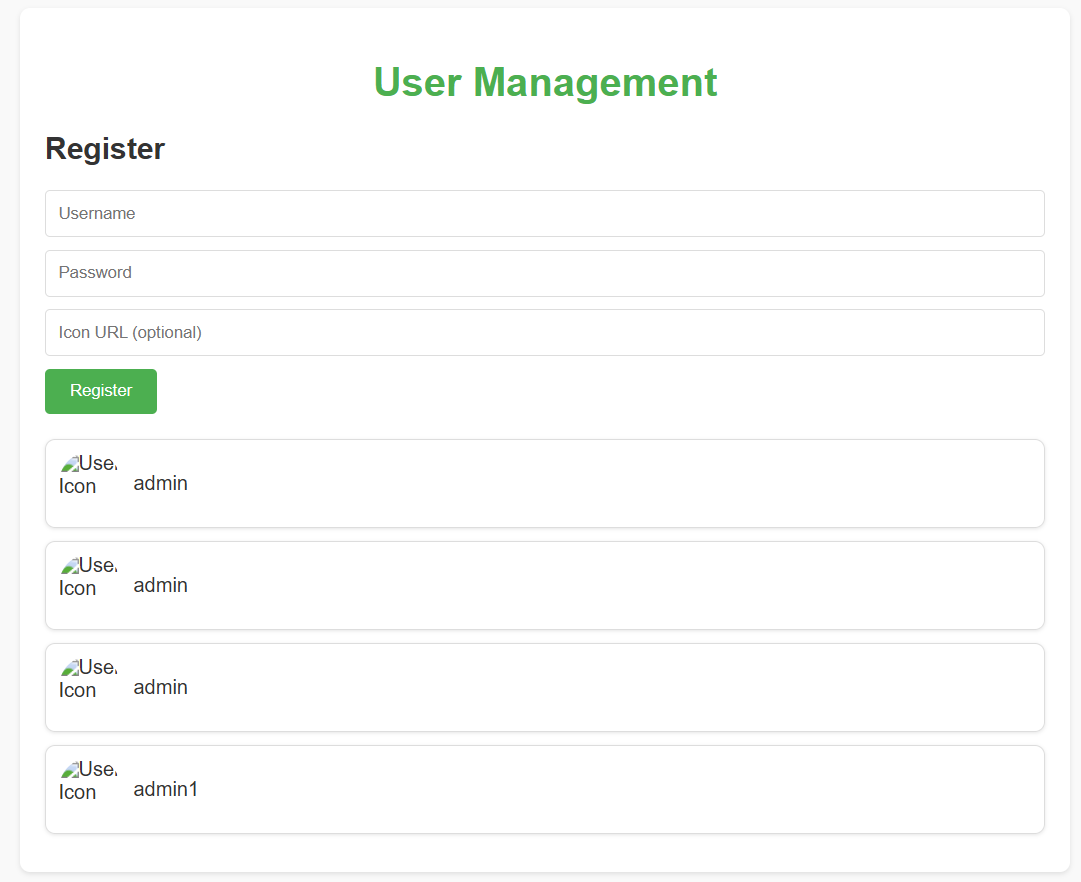 User Management
Register
Username
Password
Icon URL (optional)
Register
User
Icon
admin
User
Icon
admin
User
Icon
admin
User
Icon
admin1